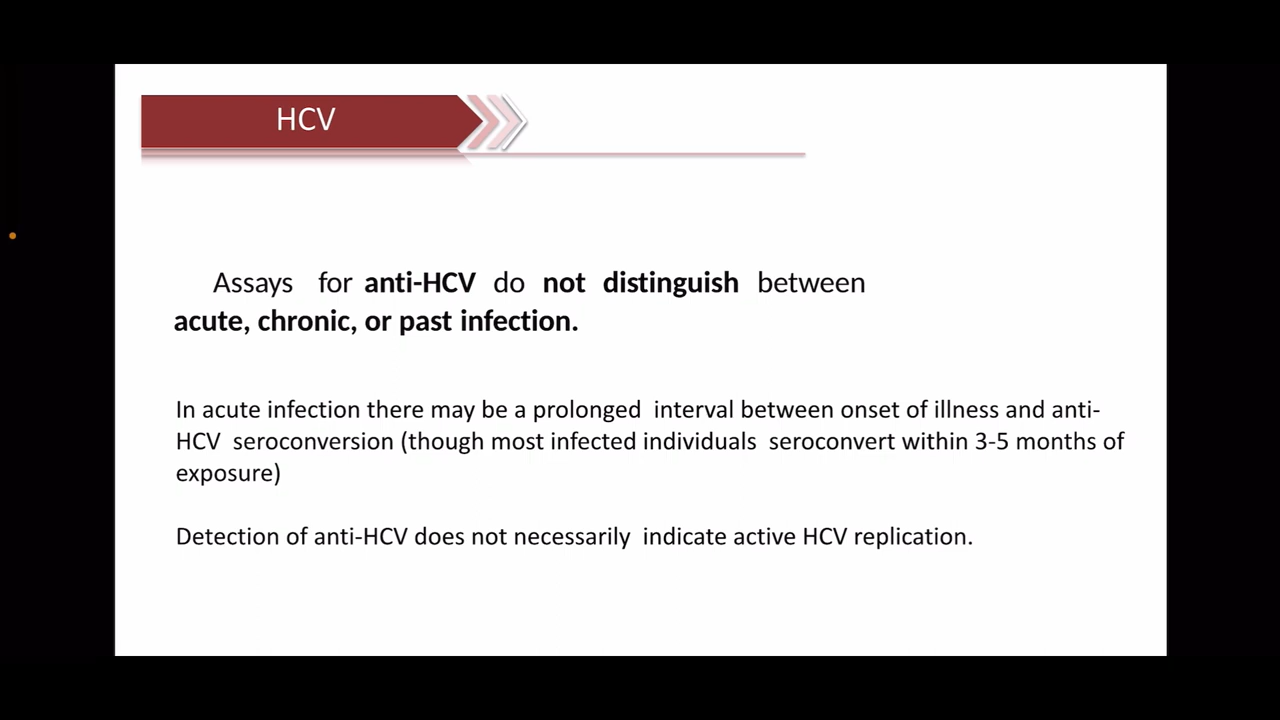 HCV
Assays for anti-HCV do not distinguish between
acute, chronic, or past infection.
In acute infection there may be a prolonged interval between onset of illness and anti-
HCV seroconversion (though most infected individuals seroconvert within 3-5 months of
exposure)
Detection of anti-HCV does not necessarily indicate active HCV replication.